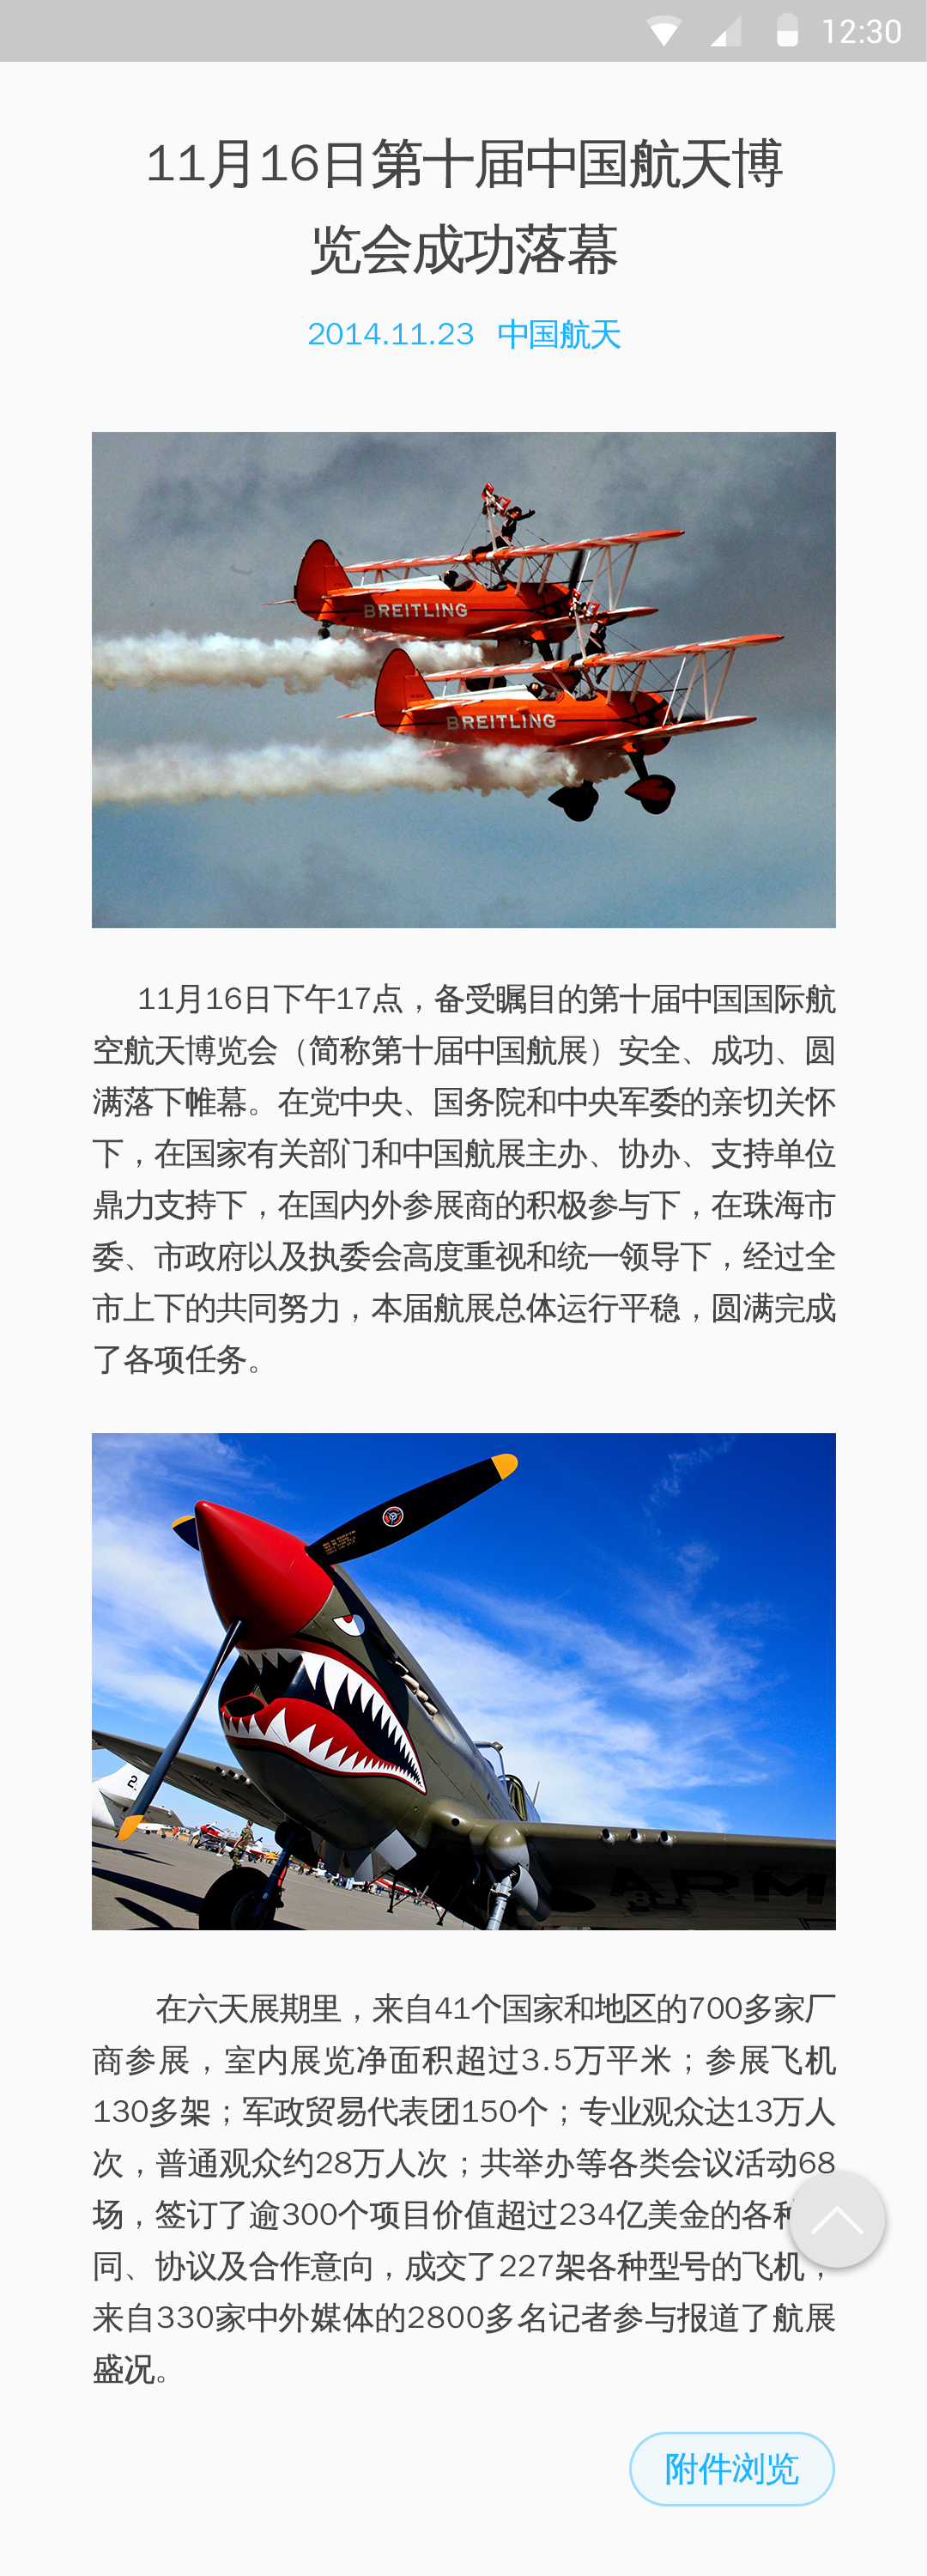 12:30
11月16日第十届中国航天博
览会成功落幕
2014.11.23 中国航天
BREITLING
BREITLING
11月16日下午17点，备受瞩目的第十届中国国际航
空航天博览会（简称第十届中国航展）安全、成功、圆
满落下帷幕。在党中央、国务院和中央军委的亲切关怀
下，在国家有关部门和中国航展主办、协办、支持单位
鼎力支持下，在国内外参展商的积极参与下，在珠海市
委、市政府以及执委会高度重视和统一领导下，经过全
市上下的共同努力，本届航展总体运行平稳，圆满完成
了各项任务。
2
ARM
在六天展期里，来自41个国家和地区的700多家厂
商参展，室内展览净面积超过3.5万平米；参展飞机
130多架；军政贸易代表团150个；专业观众达13万人
次，普通观众约28万人次；共举办等各类会议活动68
场，签订了逾300个项目价值超过234亿美金的各种
同、协议及合作意向，成交了227架各种型号的飞机，
来自330家中外媒体的2800多名记者参与报道了航展
盛况。
附件浏览